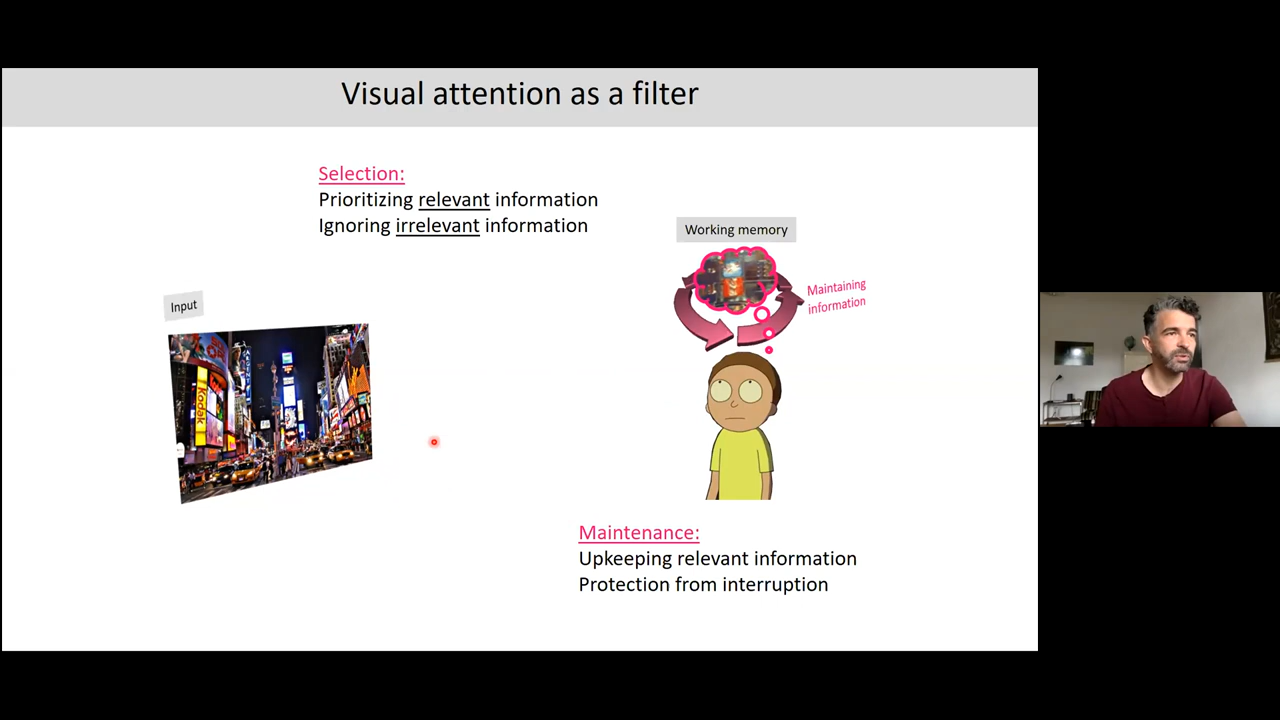 Visual attention as a filter
Selection:
Prioritizing relevant information
Ignoring irrelevant information
Working memory
Maintaining
information
Input
Kodak
Maintenance:
Upkeeping relevant information
Protection from interruption